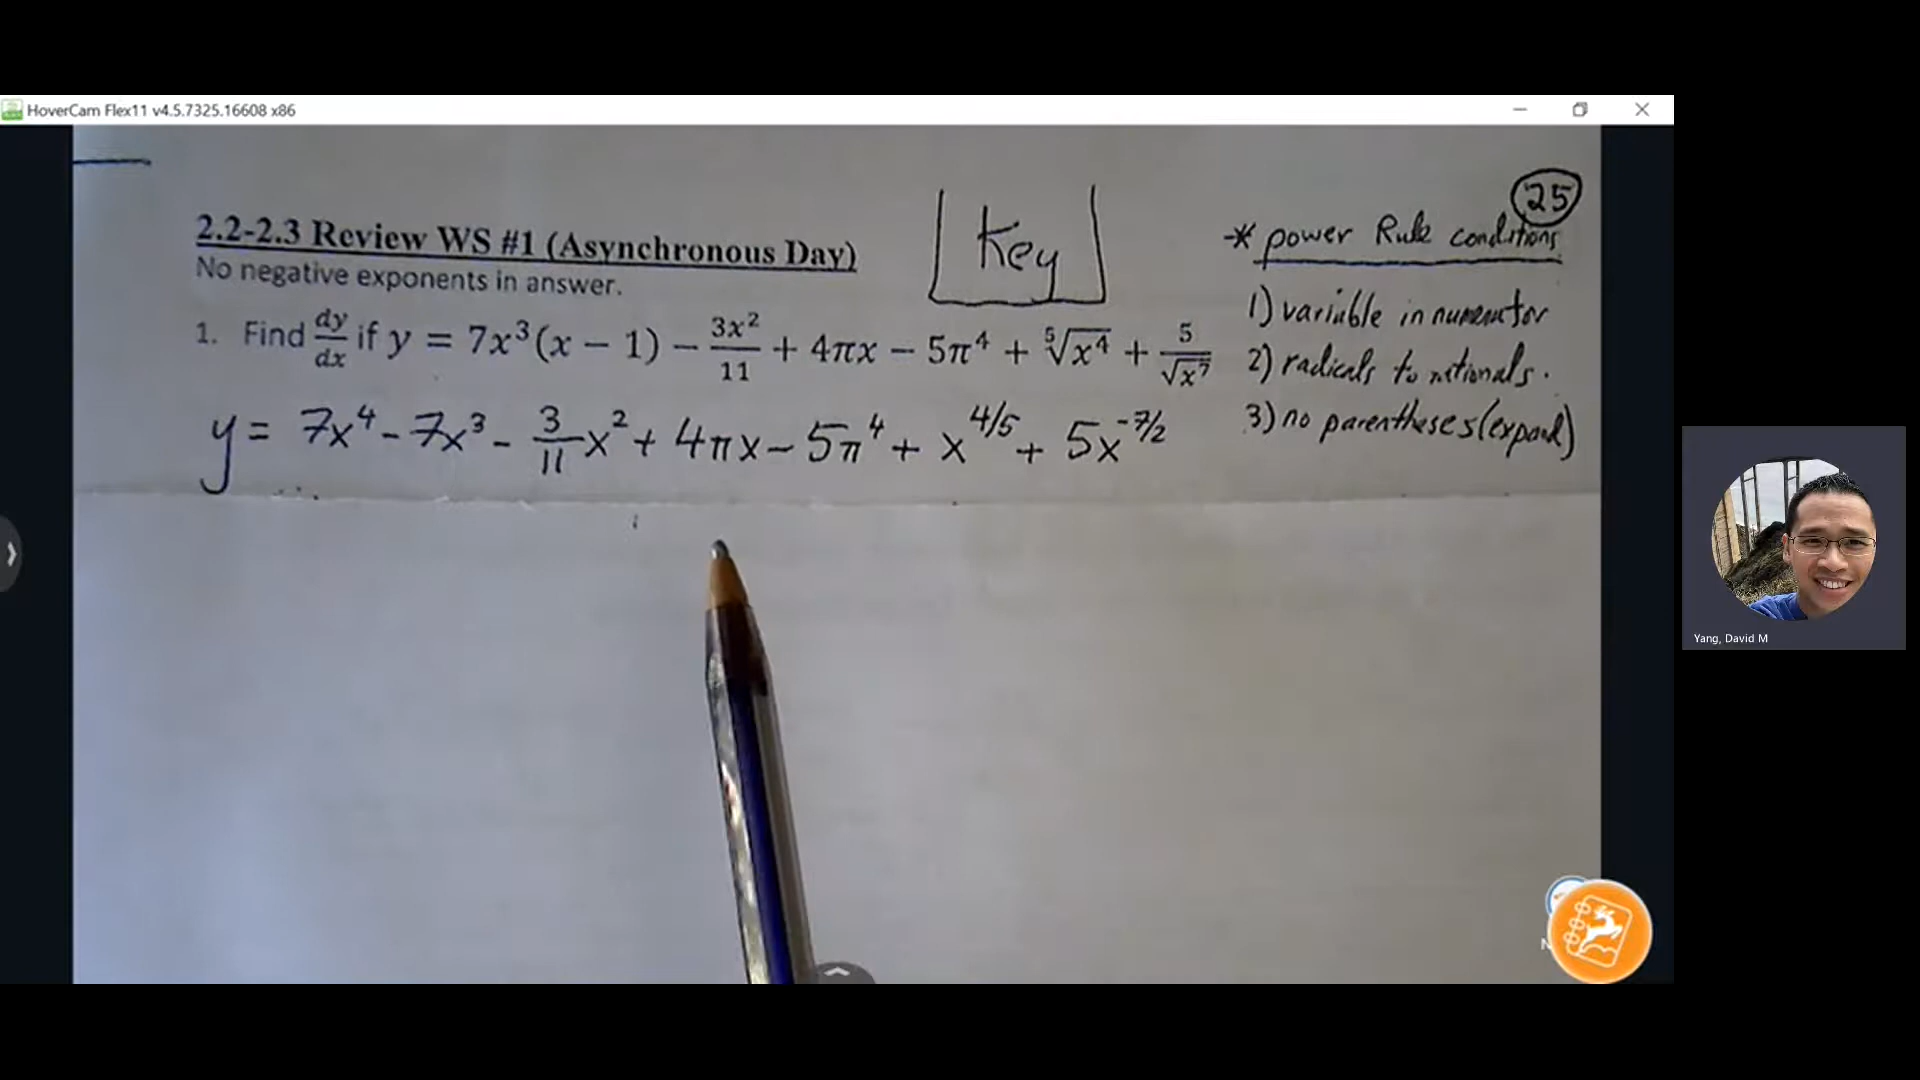 HoverCam Flex11 v4.5.7325.16608 x86
25
2.2-2.3 Review WS #1 (Asynchronous Day)
No negative exponents in answer.
Key
* power Rule conditions
1) variable in numerator
2) radicals to rationals.
3) no parentheses (expand)
1. Find dy/dx if y = 7x³(x − 1) − 3x²/11 + 4πx − 5π⁴ + ⁵√x⁴ + 5/√x⁷
y = 7x⁴ - 7x³ - 3/11 x² + 4πx - 5π⁴ + x^4/5 + 5x^-7/2
Yang, David M
N